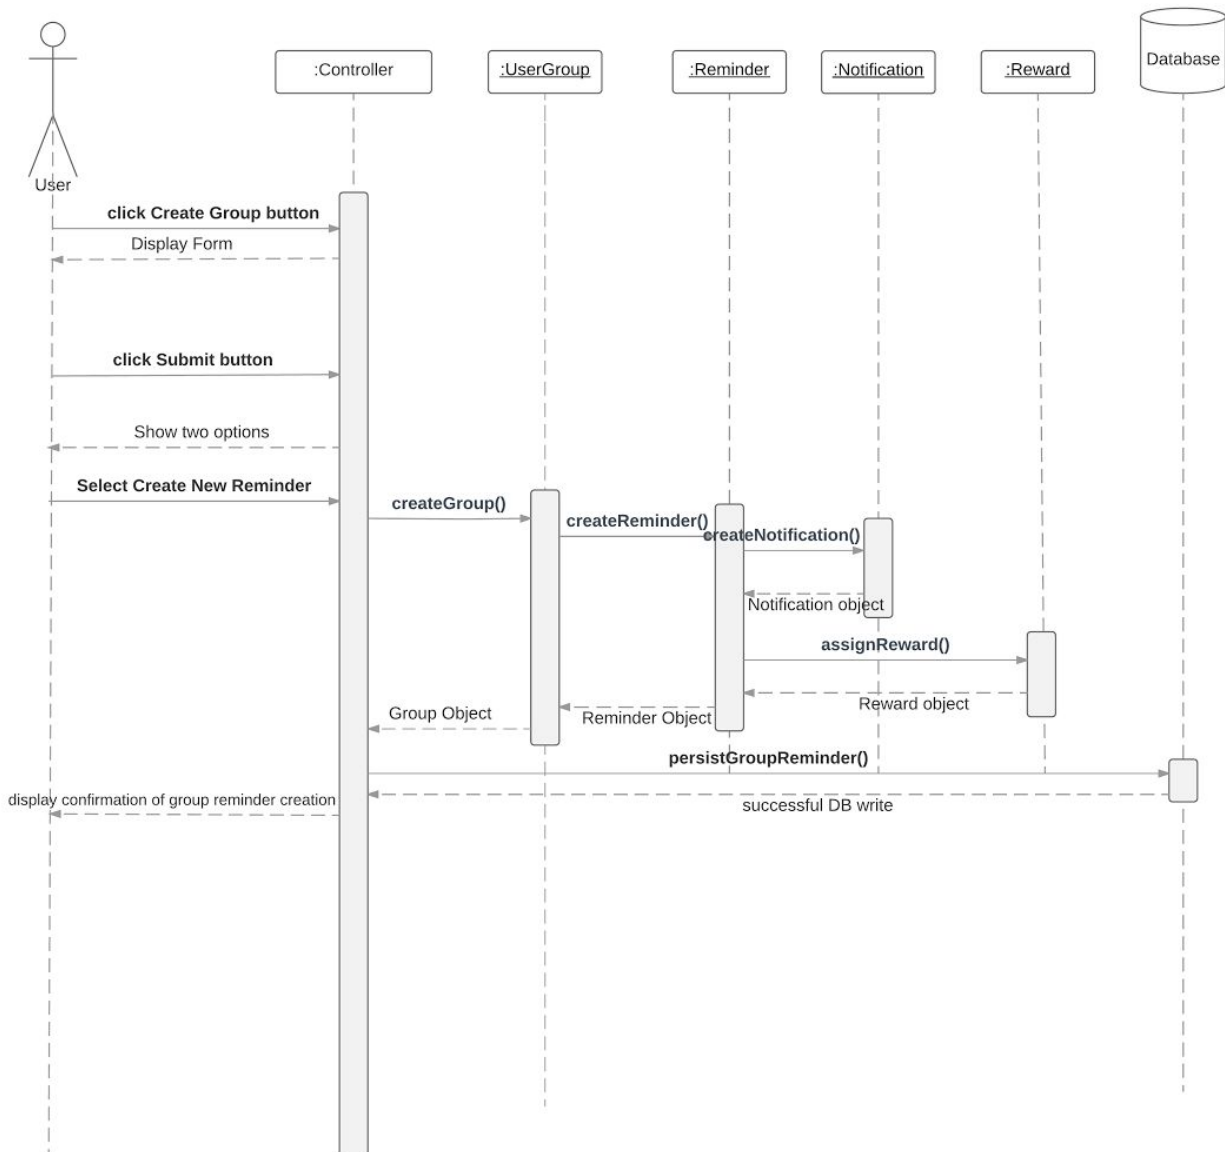 :Controller
:UserGroup
:Reminder
:Notification
:Reward
Database
User
click Create Group button
Display Form
click Submit button
Show two options
Select Create New Reminder
createGroup()
createReminder()
createNotification()
Notification object
assignReward()
Reward object
Reminder Object
Group Object
persistGroupReminder()
successful DB write
display confirmation of group reminder creation